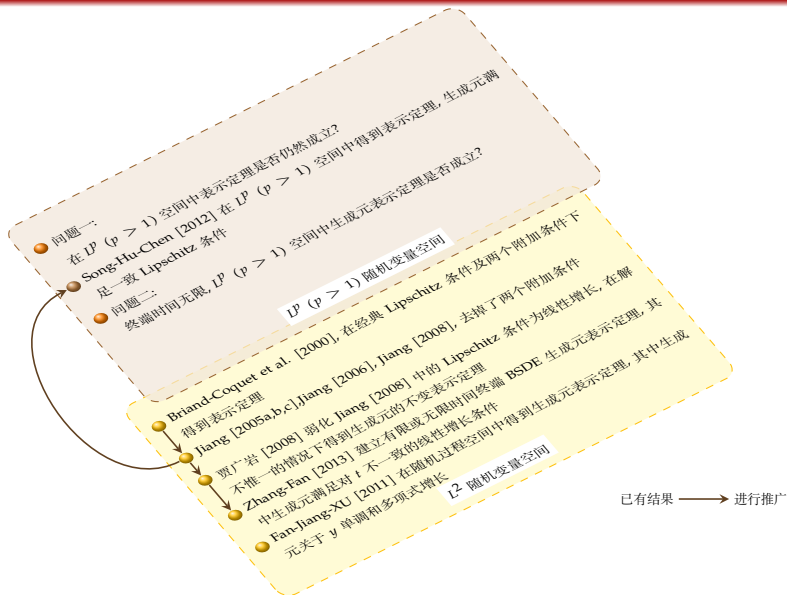 问题一:
在 Lᵖ (p > 1) 空间中表示定理是否仍然成立?
Song-Hu-Chen [2012] 在 Lᵖ (p > 1) 空间中得到表示定理, 生成元满
足一致 Lipschitz 条件
问题二:
终端时间无限, Lᵖ (p > 1) 空间中生成元表示定理是否成立?
Lᵖ (p > 1) 随机变量空间
Briand-Coquet et al. [2000], 在经典 Lipschitz 条件及两个附加条件下
得到表示定理
Jiang [2005a,b,c],Jiang [2006], Jiang [2008], 去掉了两个附加条件
贾广岩 [2008] 弱化 Jiang [2008] 中的 Lipschitz 条件为线性增长, 在解
不惟一的情况下得到生成元的不变表示定理
Zhang-Fan [2013] 建立有限或无限时间终端 BSDE 生成元表示定理, 其
中生成元满足对 t 不一致的线性增长条件
Fan-Jiang-XU [2011] 在随机过程空间中得到生成元表示定理, 其中生成
元关于 y 单调和多项式增长
L² 随机变量空间
已有结果 → 进行推广